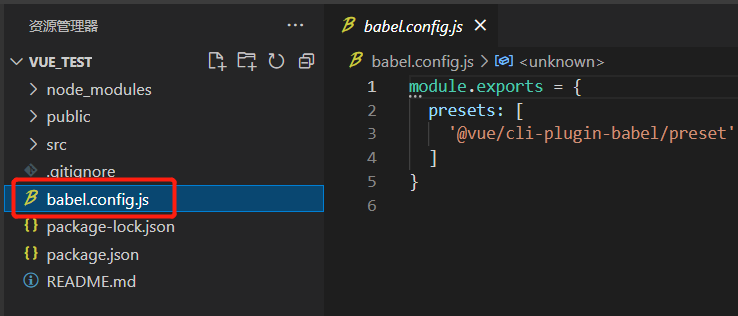 资源管理器
VUE_TEST
node_modules
public
src
.gitignore
babel.config.js
package-lock.json
package.json
README.md
babel.config.js
babel.config.js > <unknown>
1 module.exports = {
2 presets: [
3 '@vue/cli-plugin-babel/preset'
4 ]
5 }
6